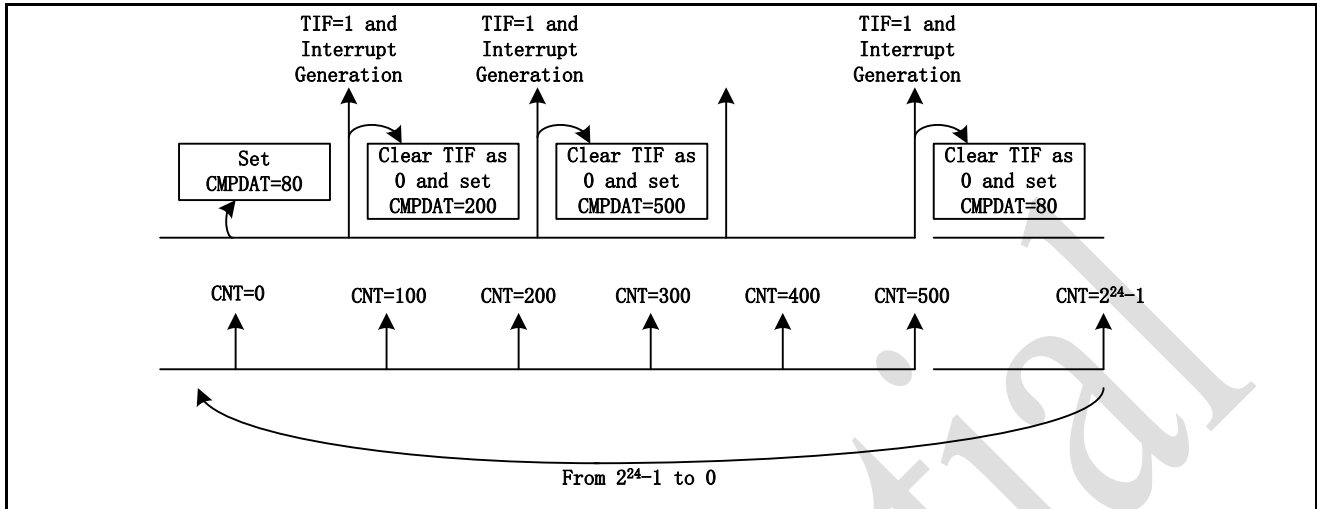 TIF=1 and
Interrupt
Generation
TIF=1 and
Interrupt
Generation
TIF=1 and
Interrupt
Generation
Set
CMPDAT=80
Clear TIF as
0 and set
CMPDAT=200
Clear TIF as
0 and set
CMPDAT=500
Clear TIF as
0 and set
CMPDAT=80
CNT=0
CNT=100
CNT=200
CNT=300
CNT=400
CNT=500
CNT=2²⁴-1
From 2²⁴-1 to 0
tial